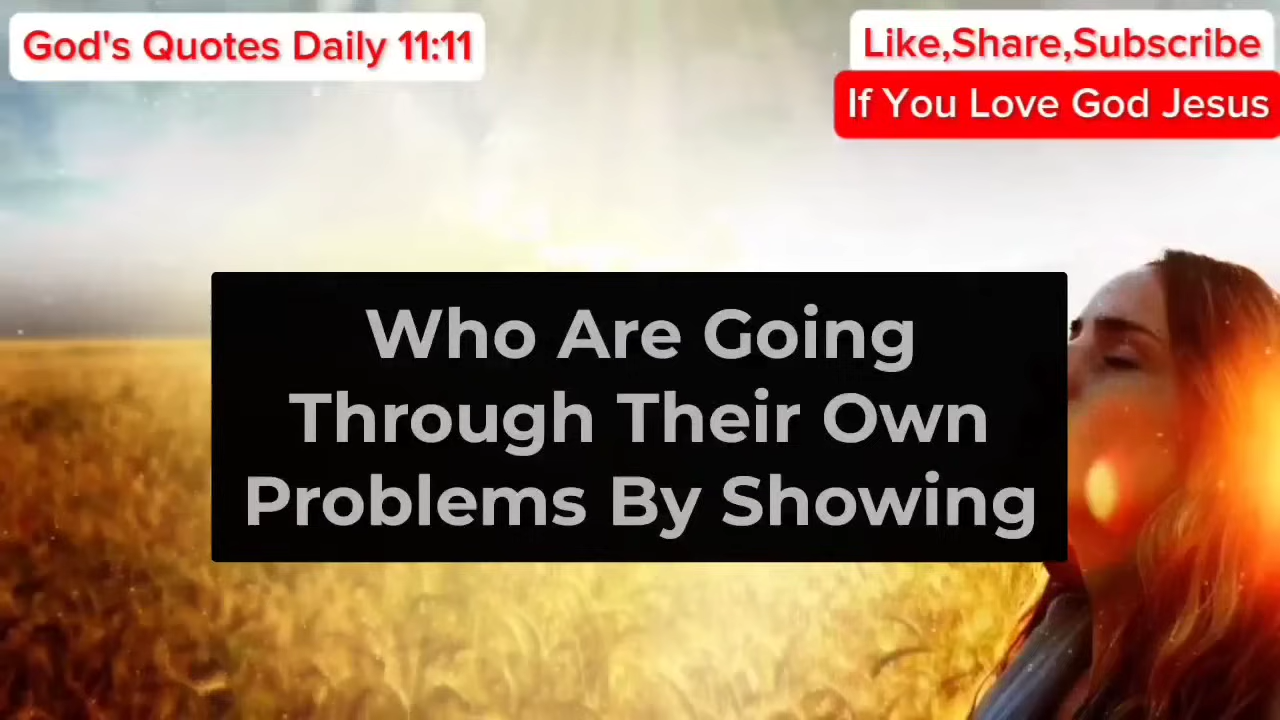 God's Quotes Daily 11:11
Like,Share,Subscribe
If You Love God Jesus
Who Are Going
Through Their Own
Problems By Showing